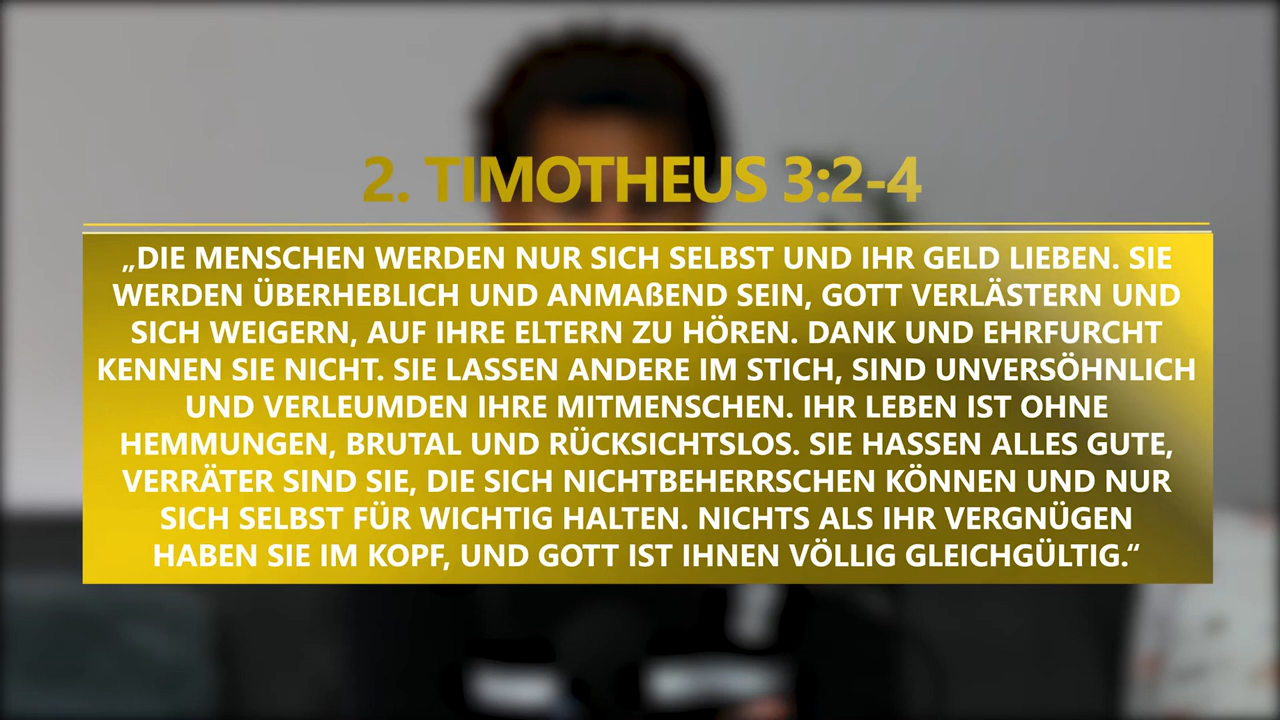 2. TIMOTHEUS 3:2-4
„DIE MENSCHEN WERDEN NUR SICH SELBST UND IHR GELD LIEBEN. SIE
WERDEN ÜBERHEBLICH UND ANMAßEND SEIN, GOTT VERLÄSTERN UND
SICH WEIGERN, AUF IHRE ELTERN ZU HÖREN. DANK UND EHRFURCHT
KENNEN SIE NICHT. SIE LASSEN ANDERE IM STICH, SIND UNVERSÖHNLICH
UND VERLEUMDEN IHRE MITMENSCHEN. IHR LEBEN IST OHNE
HEMMUNGEN, BRUTAL UND RÜCKSICHTSLOS. SIE HASSEN ALLES GUTE,
VERRÄTER SIND SIE, DIE SICH NICHTBEHERRSCHEN KÖNNEN UND NUR
SICH SELBST FÜR WICHTIG HALTEN. NICHTS ALS IHR VERGNÜGEN
HABEN SIE IM KOPF, UND GOTT IST IHNEN VÖLLIG GLEICHGÜLTIG.“